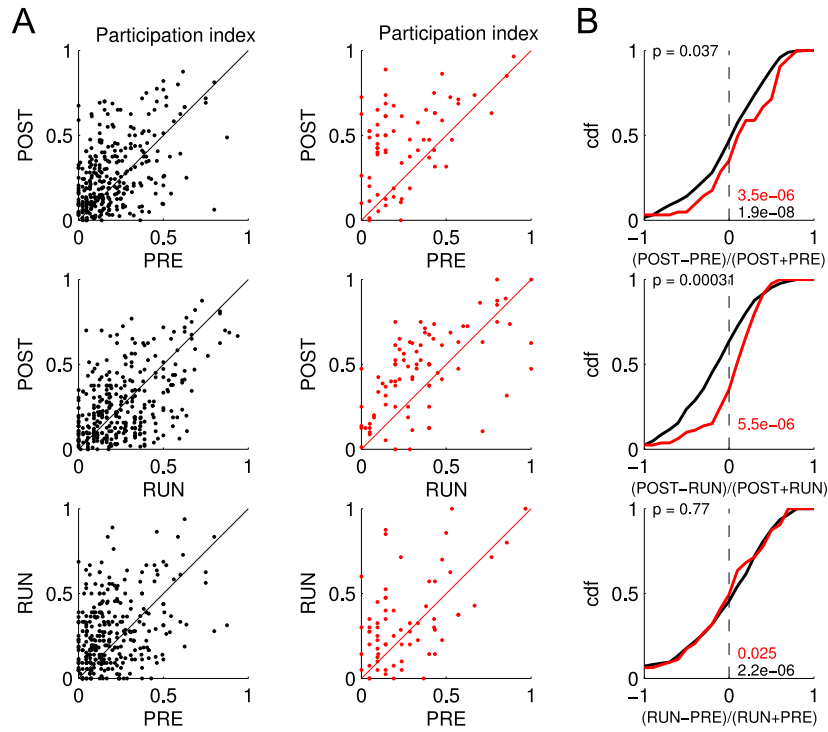 A
B
Participation index
Participation index
1
0.5
0
POST
0
0.5
1
PRE
1
0.5
0
POST
0
0.5
1
PRE
p = 0.037
1
0.5
0
cdf
3.5e−06
1.9e−08
−1
0
1
(POST−PRE)/(POST+PRE)
1
0.5
0
POST
0
0.5
1
RUN
1
0.5
0
POST
0
0.5
1
RUN
p = 0.00031
1
0.5
0
cdf
5.5e−06
−1
0
1
(POST−RUN)/(POST+RUN)
1
0.5
0
RUN
0
0.5
1
PRE
1
0.5
0
RUN
0
0.5
1
PRE
p = 0.77
1
0.5
0
cdf
0.025
2.2e−06
−1
0
1
(RUN−PRE)/(RUN+PRE)